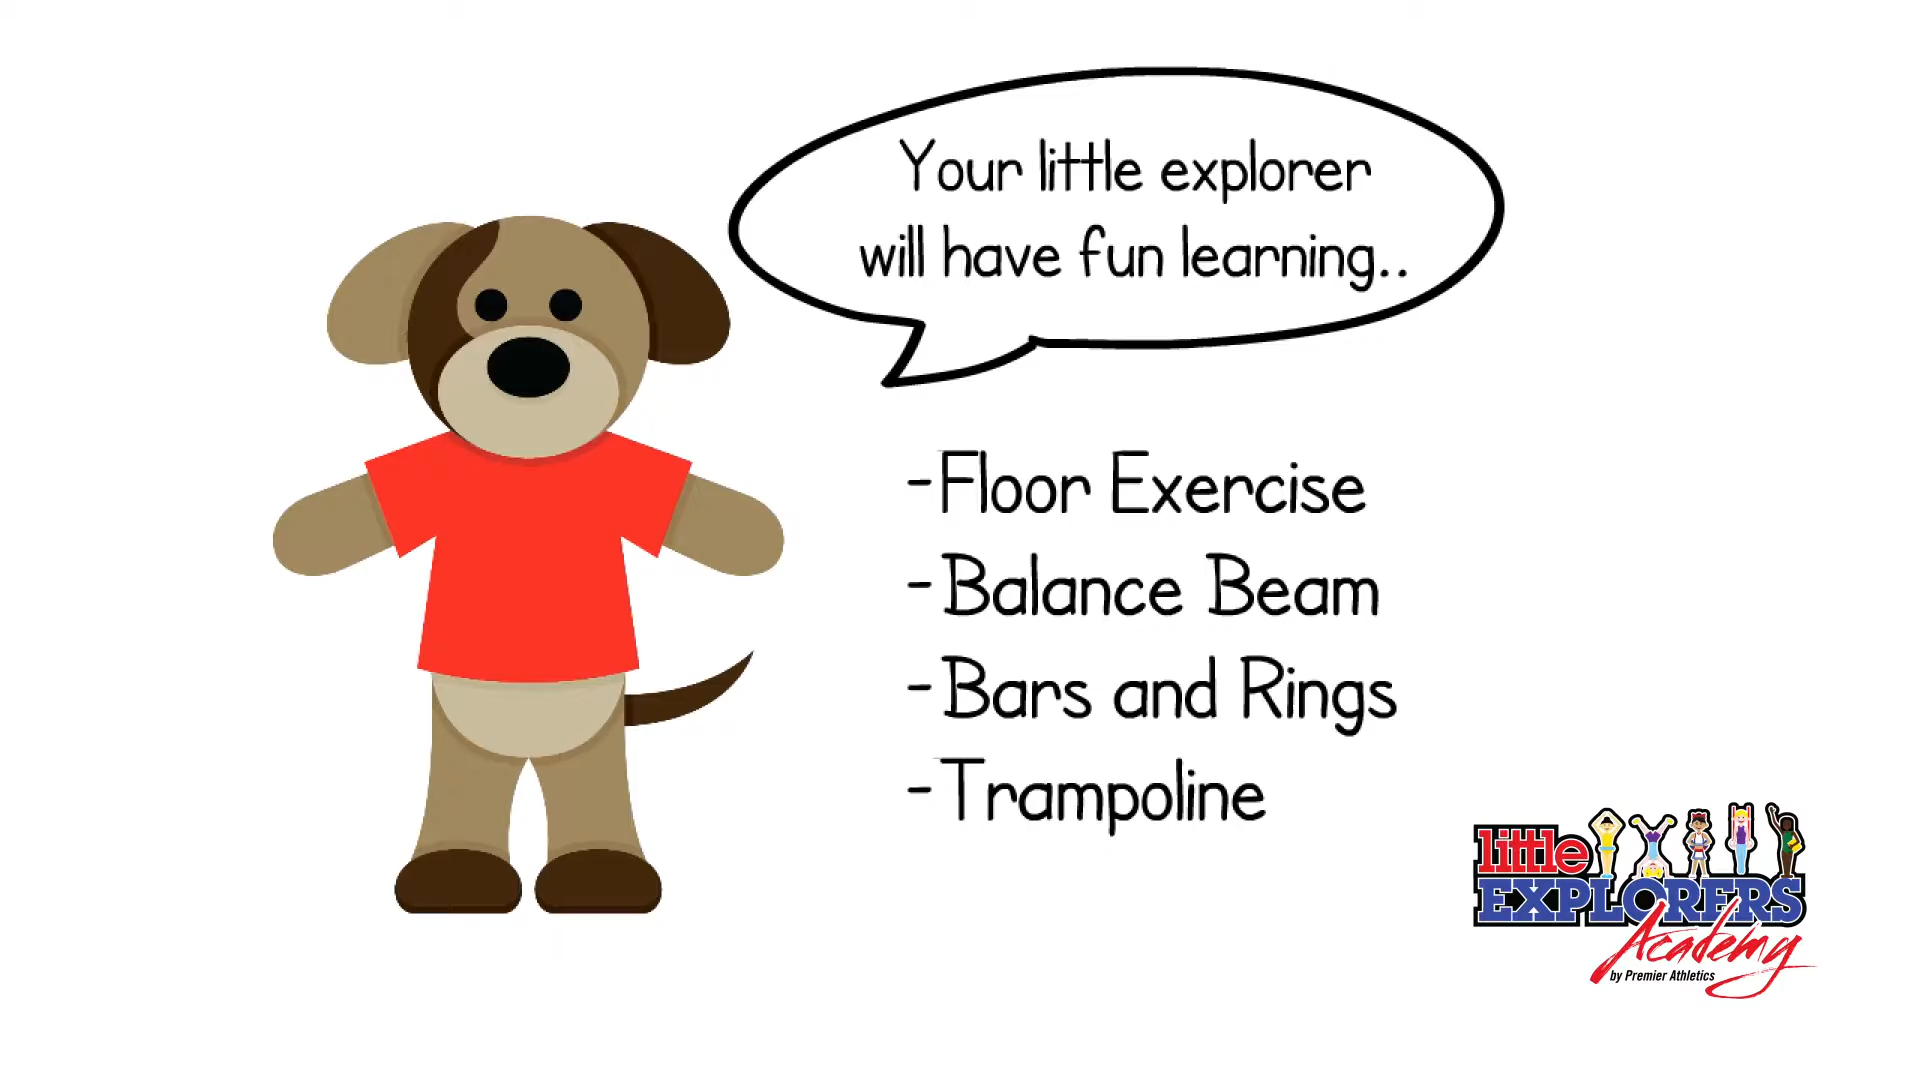 Your little explorer
will have fun learning..
-Floor Exercise
-Balance Beam
-Bars and Rings
-Trampoline
little
EXPLORERS
Academy
by Premier Athletics